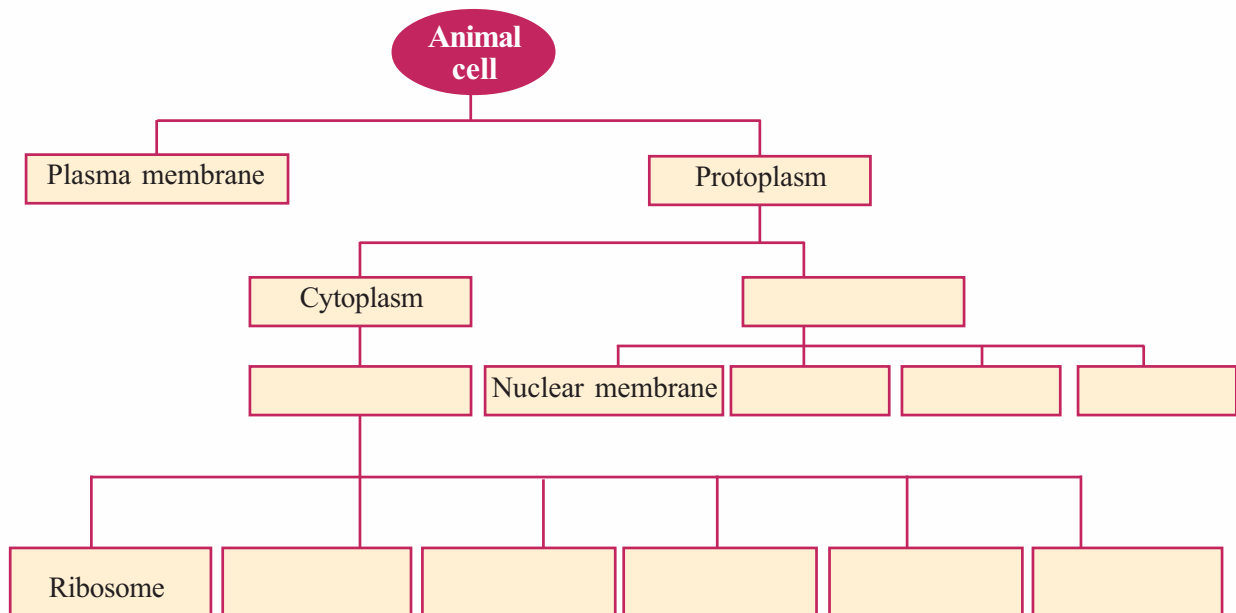 Animal
cell
Plasma membrane
Protoplasm
Cytoplasm
Nuclear membrane
Ribosome